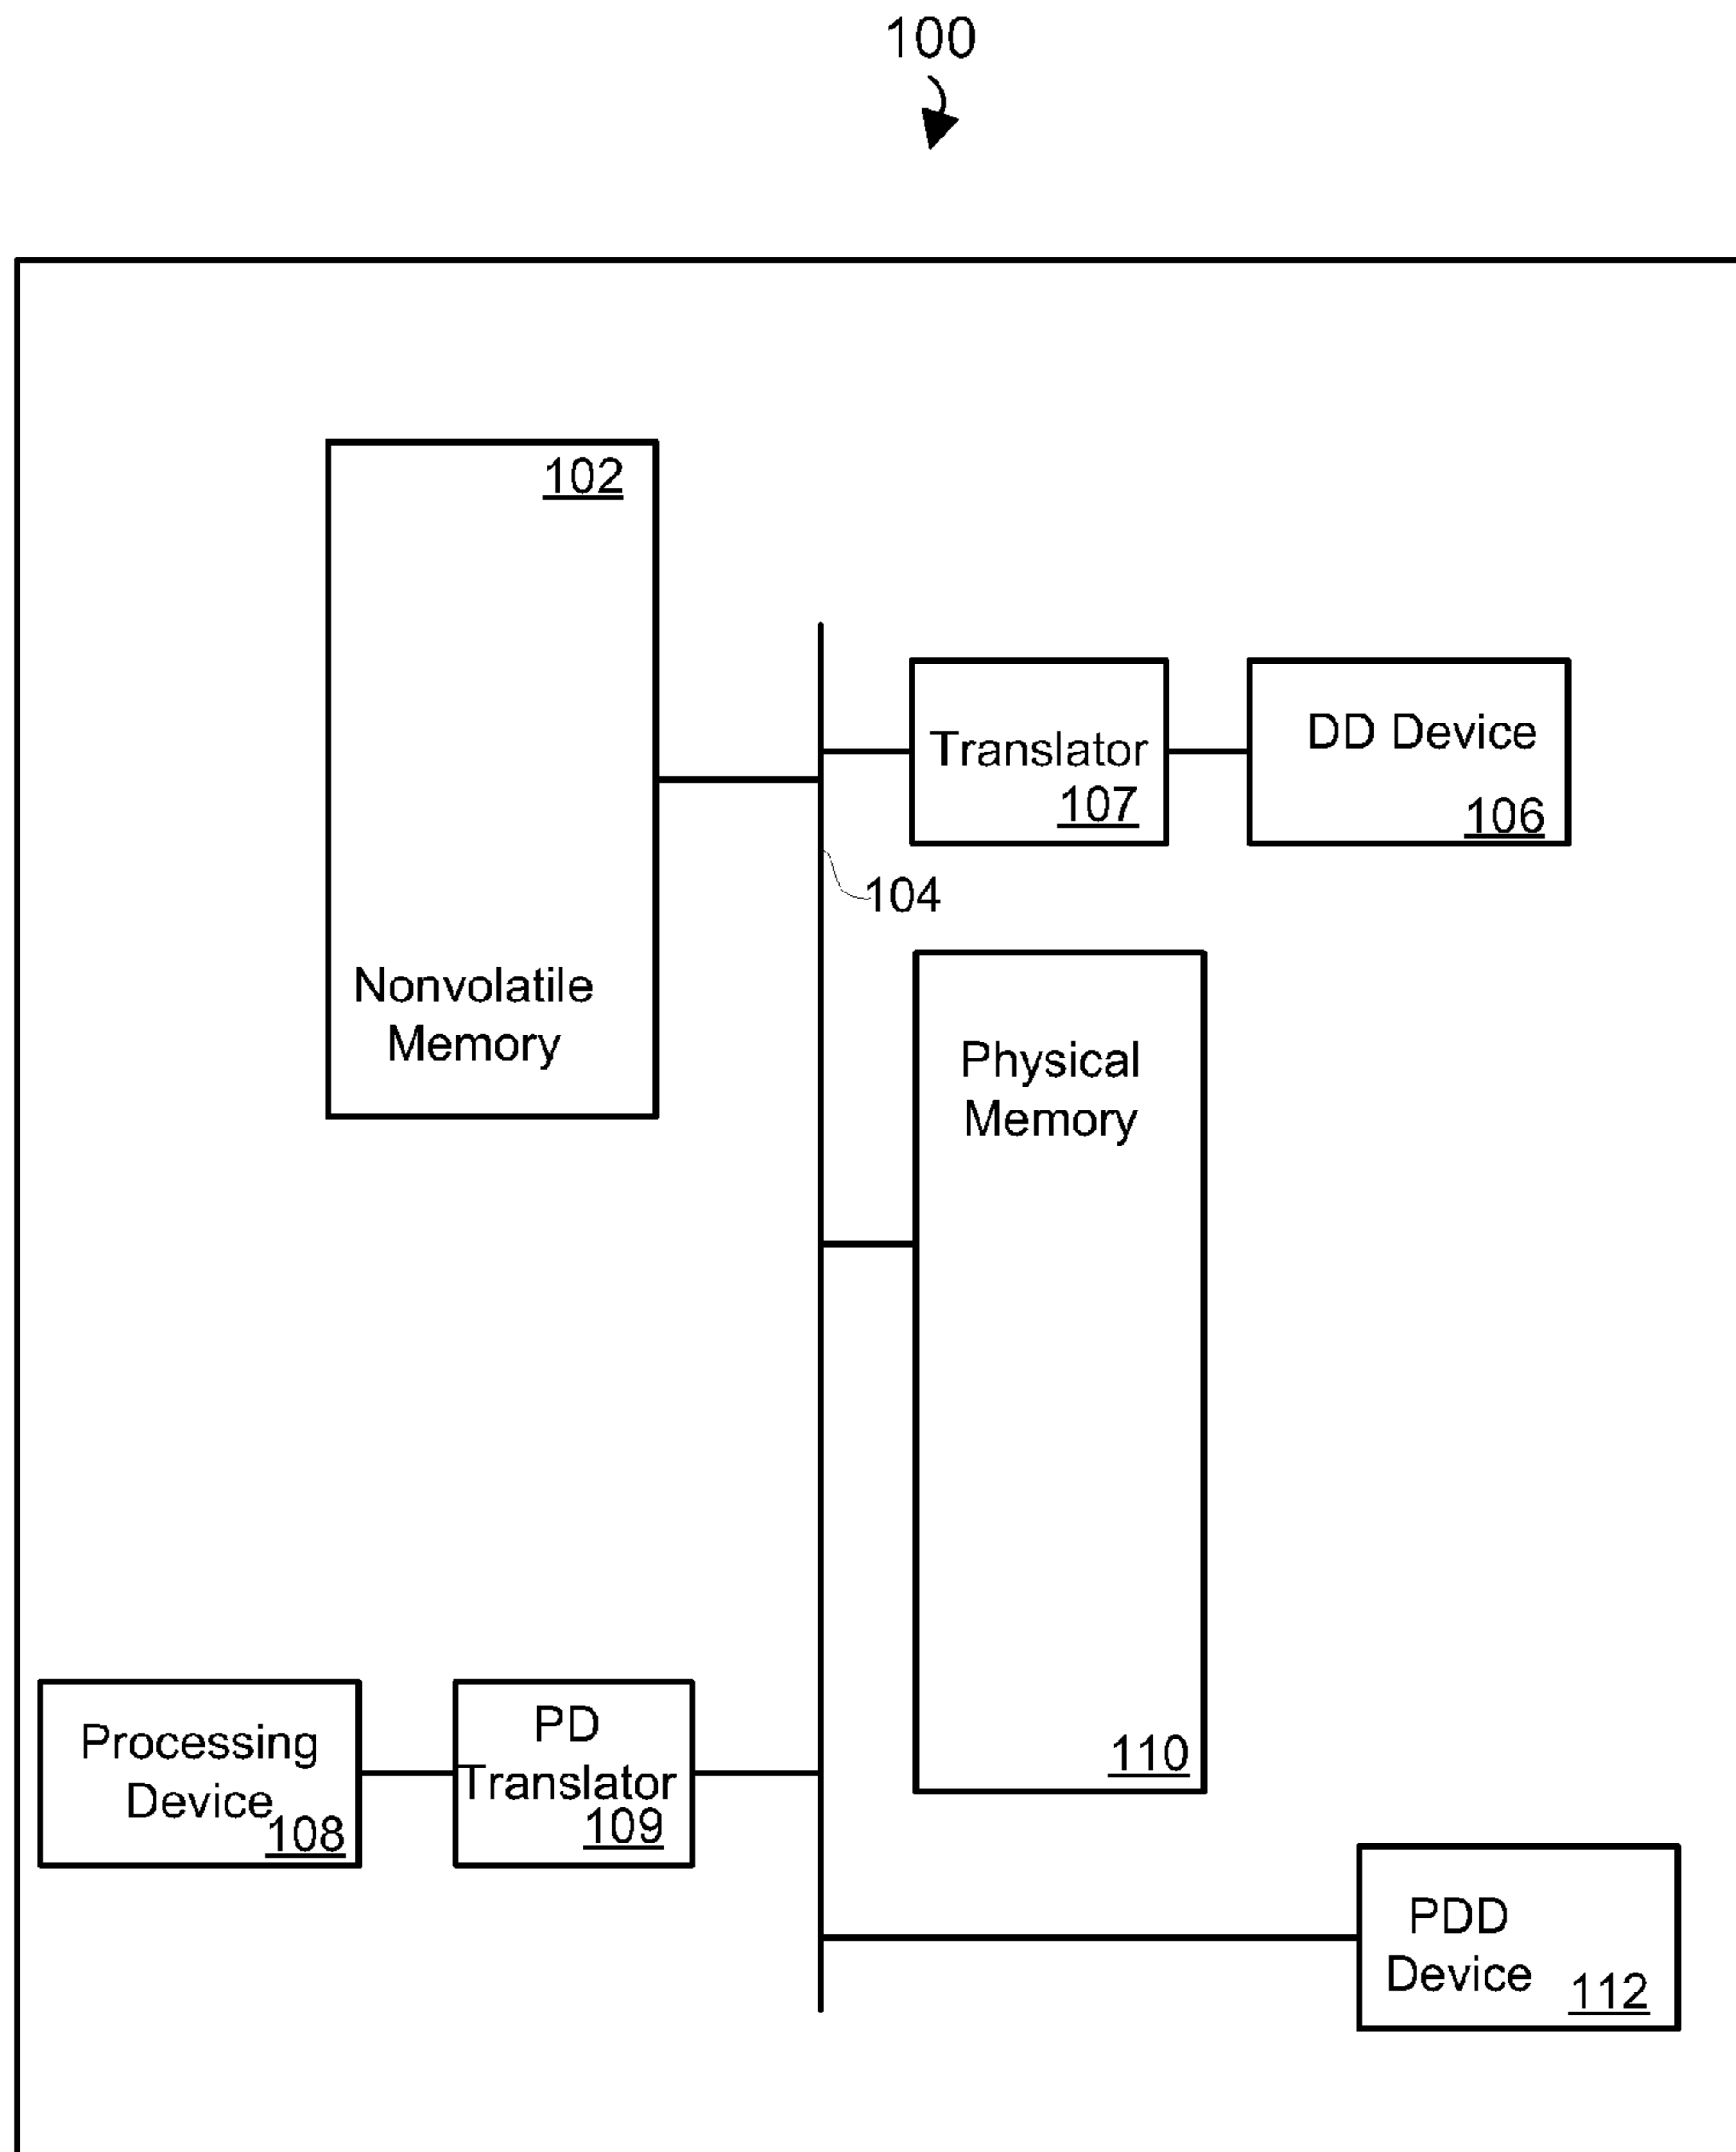 100
102
Nonvolatile
Memory
Translator
107
DD Device
106
104
Physical
Memory
110
Processing
Device
108
PD
Translator
109
PDD
Device
112